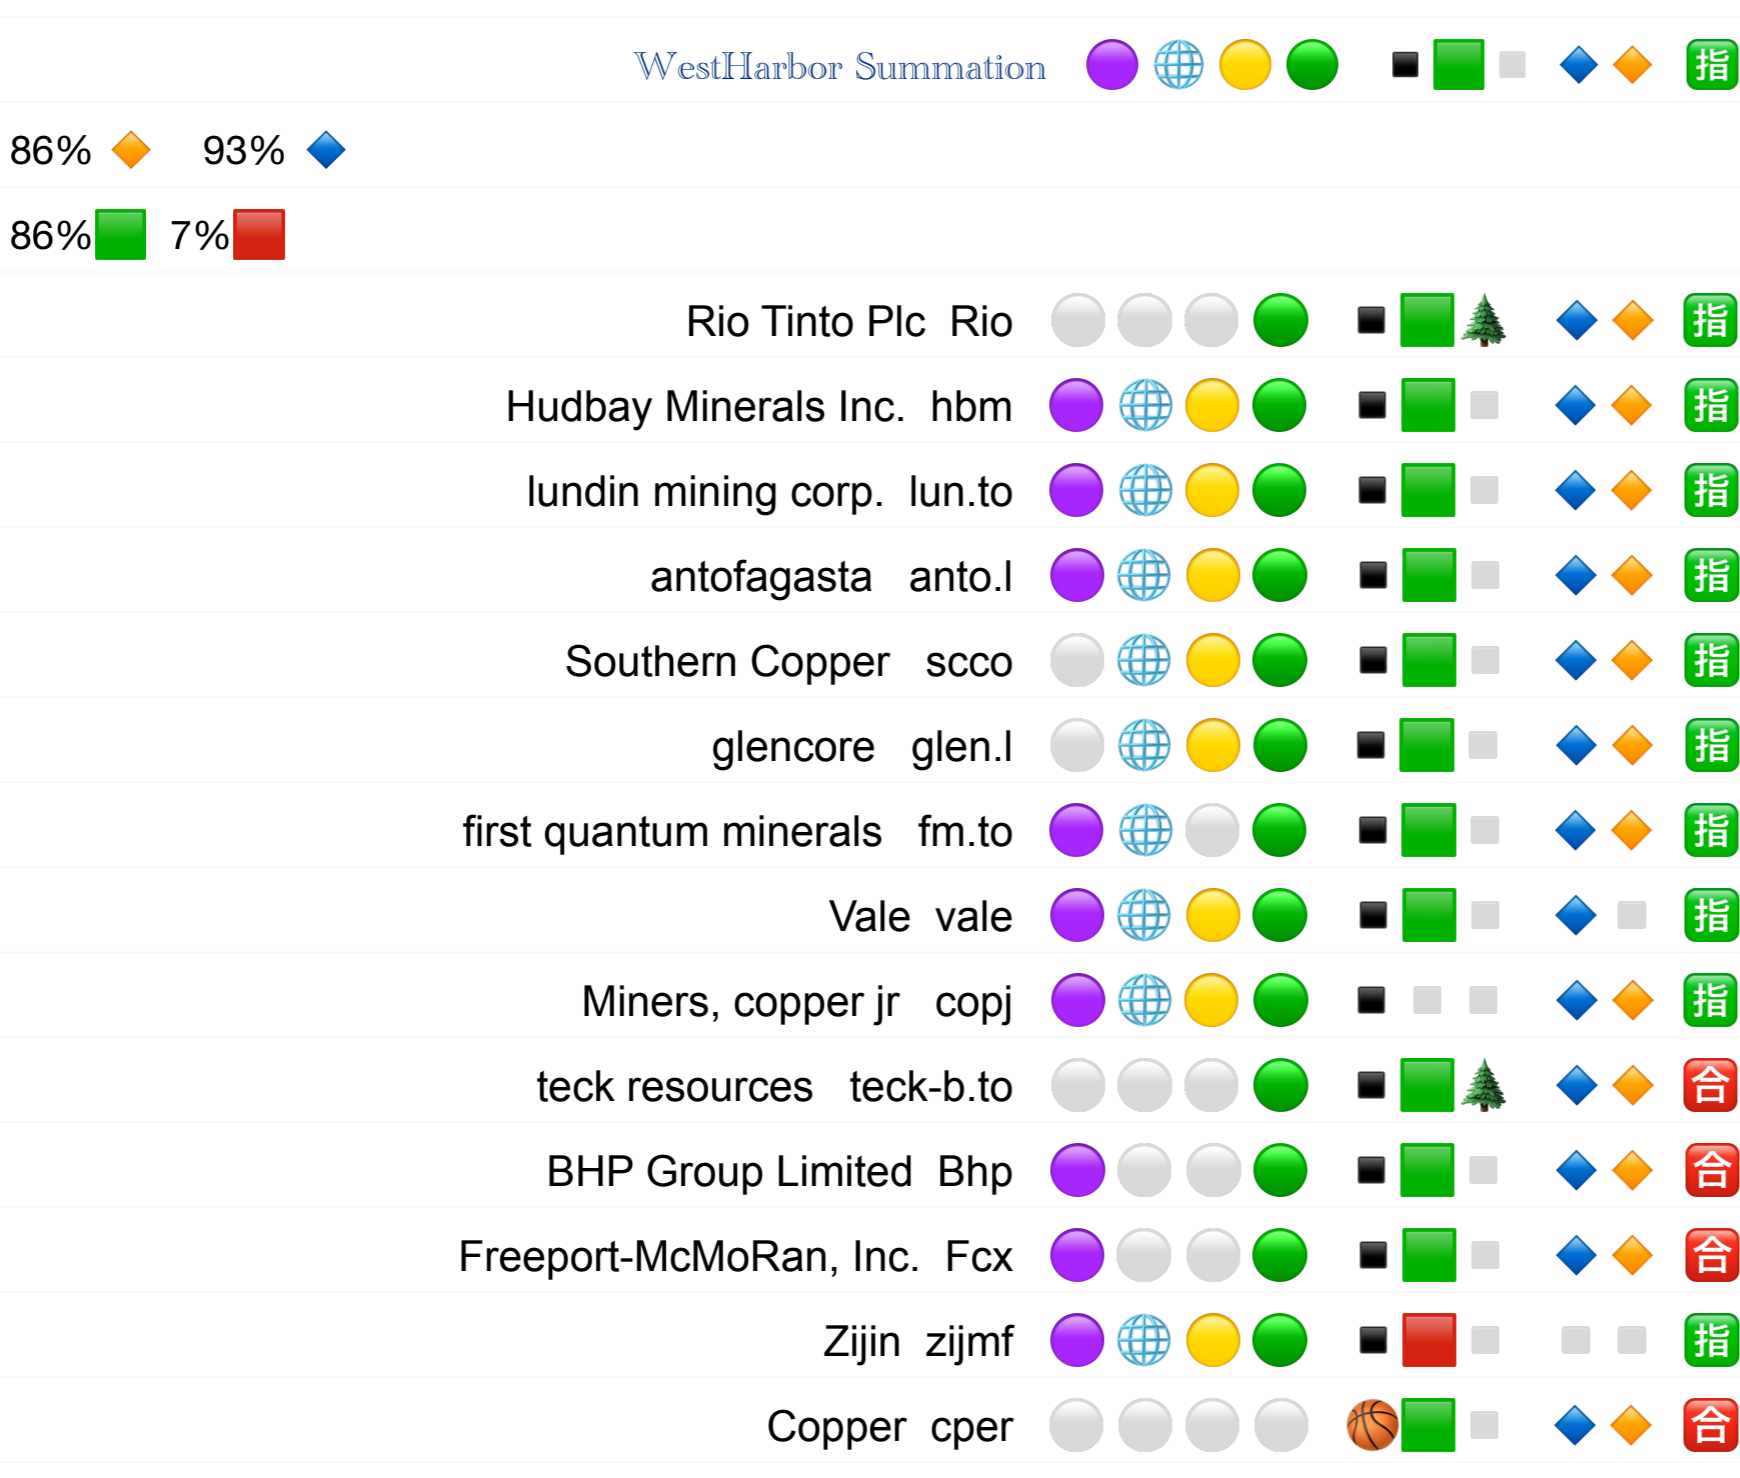 WestHarbor Summation 指
86% 93%
86% 7%
Rio Tinto Plc Rio 指
Hudbay Minerals Inc. hbm 指
lundin mining corp. lun.to 指
antofagasta anto.l 指
Southern Copper scco 指
glencore glen.l 指
first quantum minerals fm.to 指
Vale vale 指
Miners, copper jr copj 指
teck resources teck-b.to 合
BHP Group Limited Bhp 合
Freeport-McMoRan, Inc. Fcx 合
Zijin zijmf 指
Copper cper 合